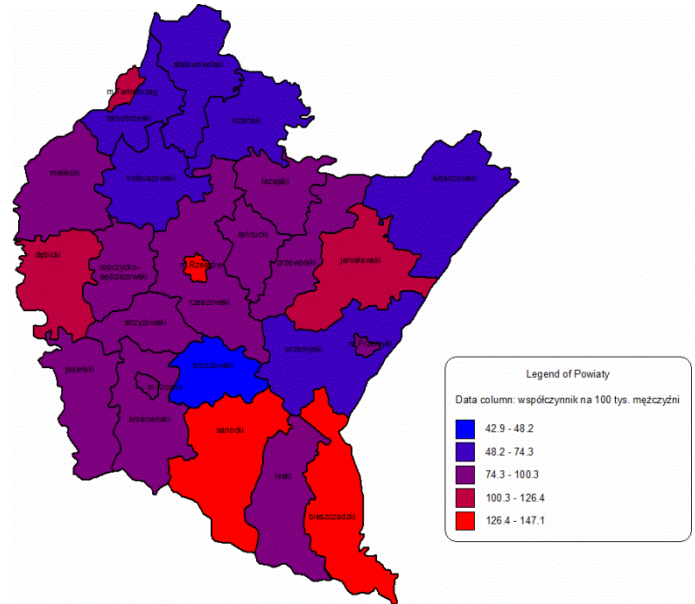 stalowowolski
m.Tarnobrzeg
tarnobrzeski
niżański
mielecki
kolbuszowski
leżajski
lubaczowski
łańcucki
dębicki
ropczycko-
sędziszowski
m.Rzeszów
przeworski
jarosławski
rzeszowski
strzyżowski
przemyski
m.Przemyśl
brzozowski
jasielski
m.Krosno
krośnieński
sanocki
leski
bieszczadzki
Legend of Powiaty
Data column: współczynnik na 100 tys. mężczyźni
42.9 - 48.2
48.2 - 74.3
74.3 - 100.3
100.3 - 126.4
126.4 - 147.1